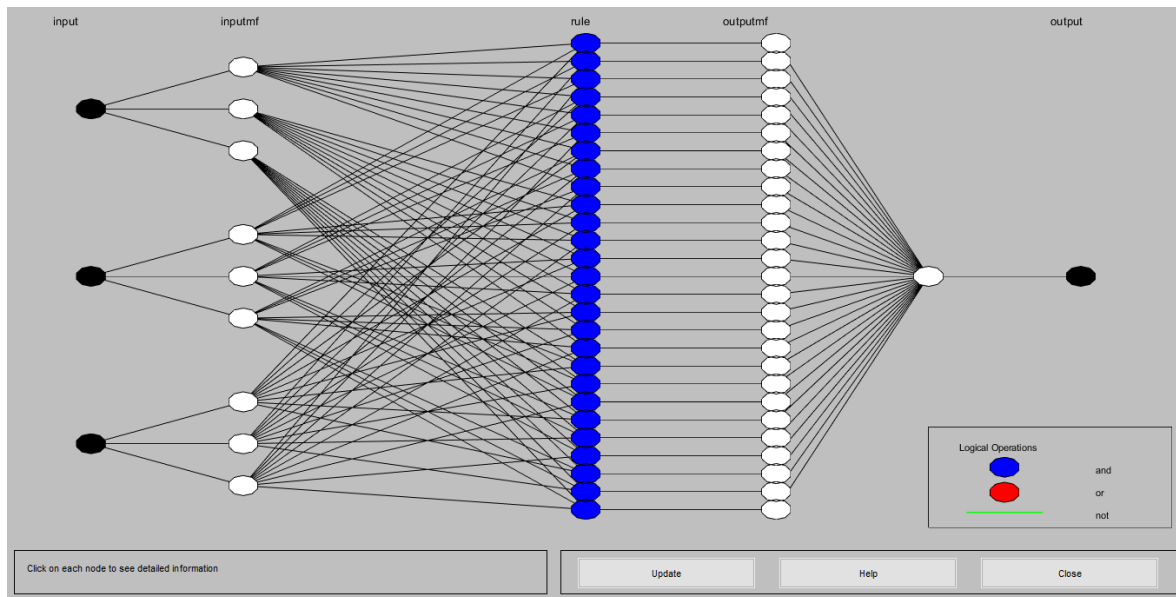 input
inputmf
rule
outputmf
output
Logical Operations
and
or
not
Click on each node to see detailed information
Update
Help
Close